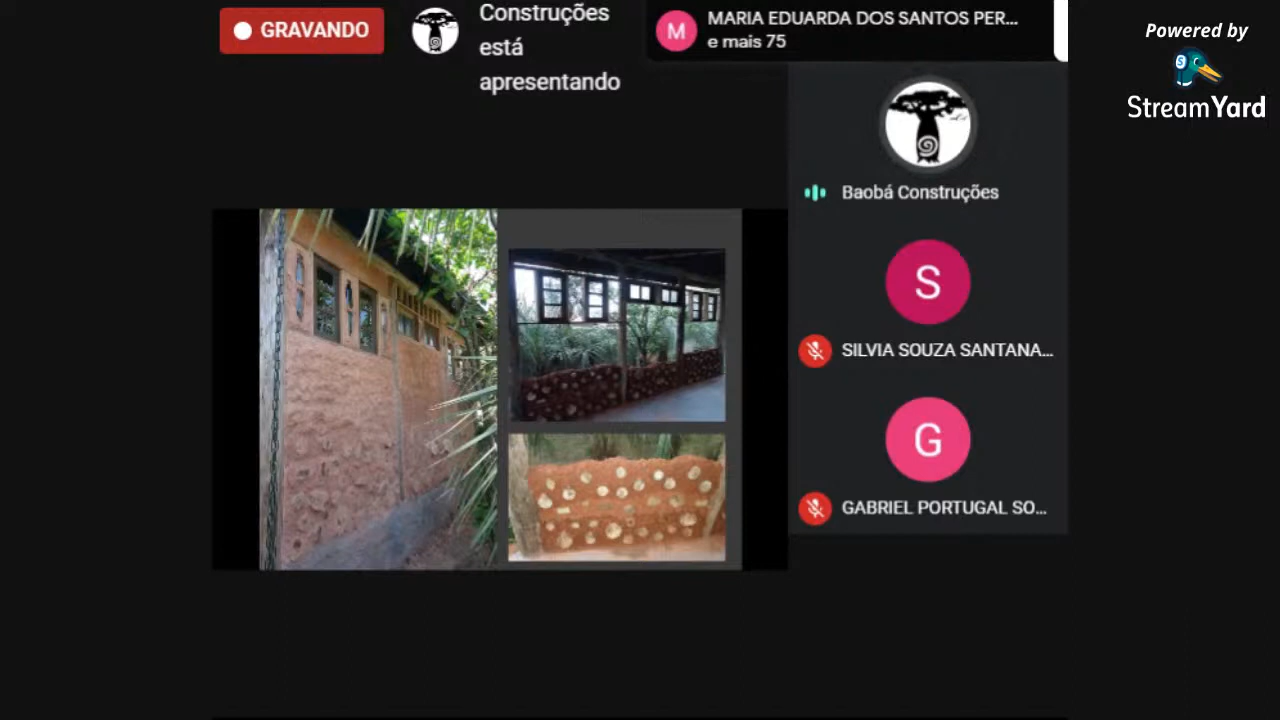 GRAVANDO
Construções
está
apresentando
M
MARIA EDUARDA DOS SANTOS PER...
e mais 75
Powered by
S
StreamYard
Baobá Construções
S
SILVIA SOUZA SANTANA...
G
GABRIEL PORTUGAL SO...